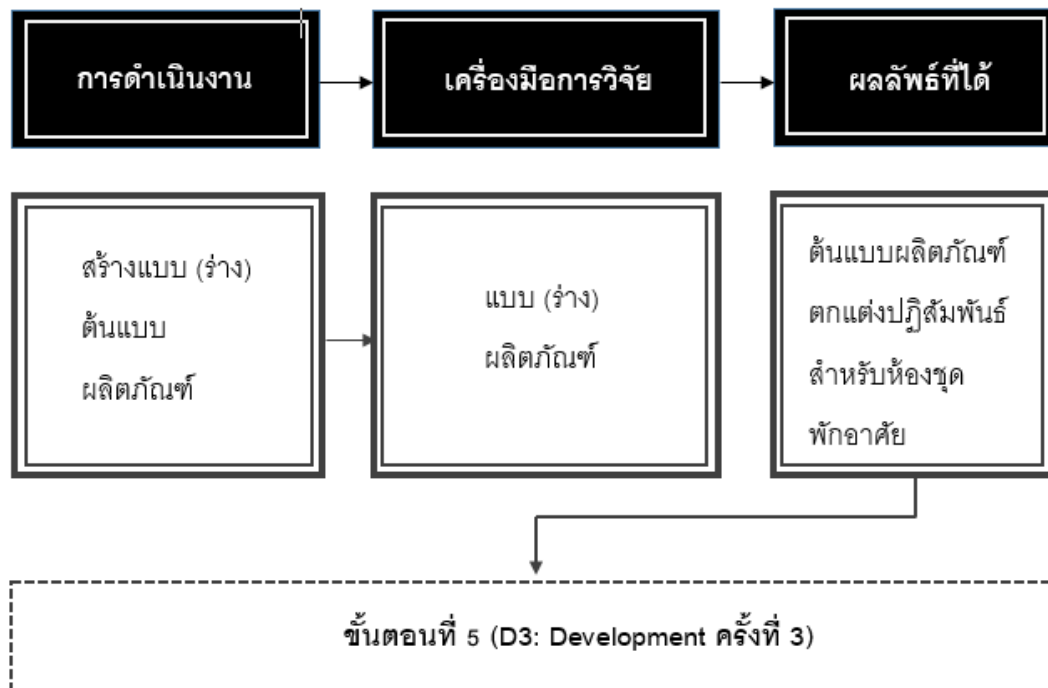 การดำเนินงาน
เครื่องมือการวิจัย
ผลลัพธ์ที่ได้
สร้างแบบ (ร่าง)
ต้นแบบ
ผลิตภัณฑ์
แบบ (ร่าง)
ผลิตภัณฑ์
ต้นแบบผลิตภัณฑ์
ตกแต่งปฏิสัมพันธ์
สำหรับห้องชุด
พักอาศัย
ขั้นตอนที่ 5 (D3: Development ครั้งที่ 3)